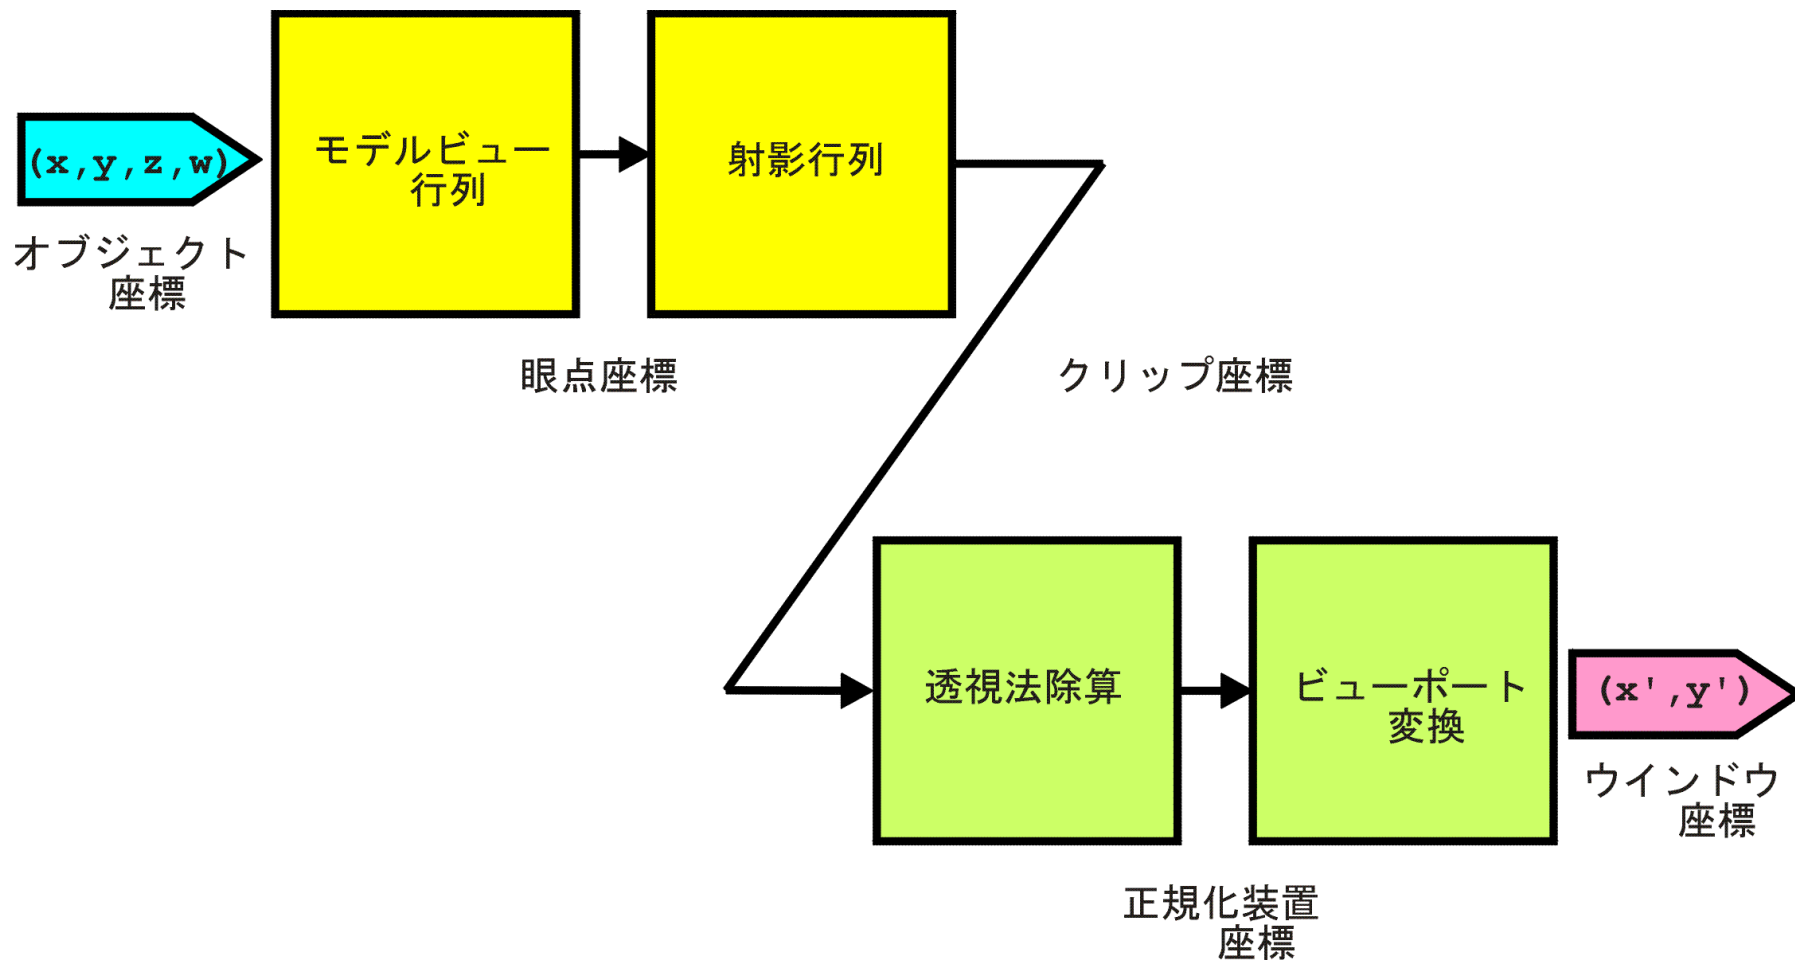 (x,y,z,w)
オブジェクト
座標
モデルビュー
行列
射影行列
眼点座標
クリップ座標
透視法除算
ビューポート
変換
(x',y')
ウインドウ
座標
正規化装置
座標